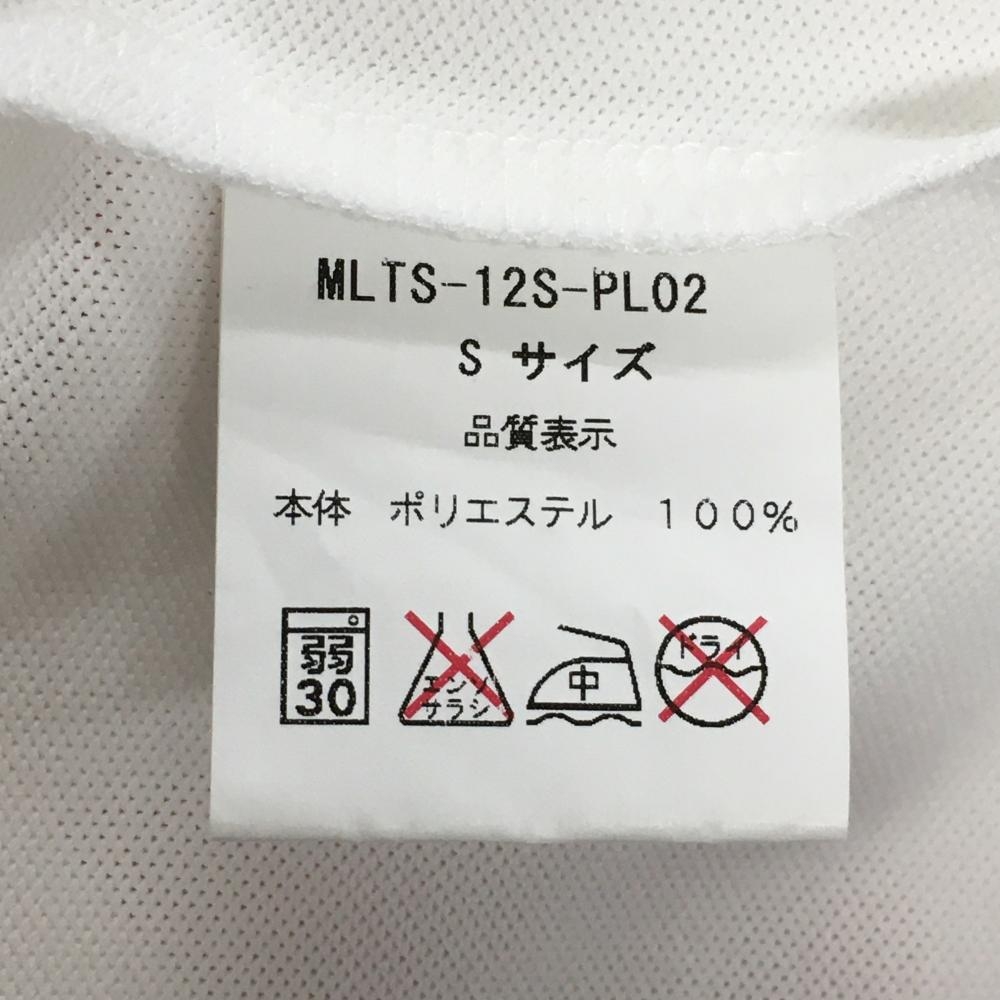 MLTS-12S-PL02
S サイズ
品質表示
本体 ポリエステル 100%
弱 エンソ 中 ドライ
30 サラシ